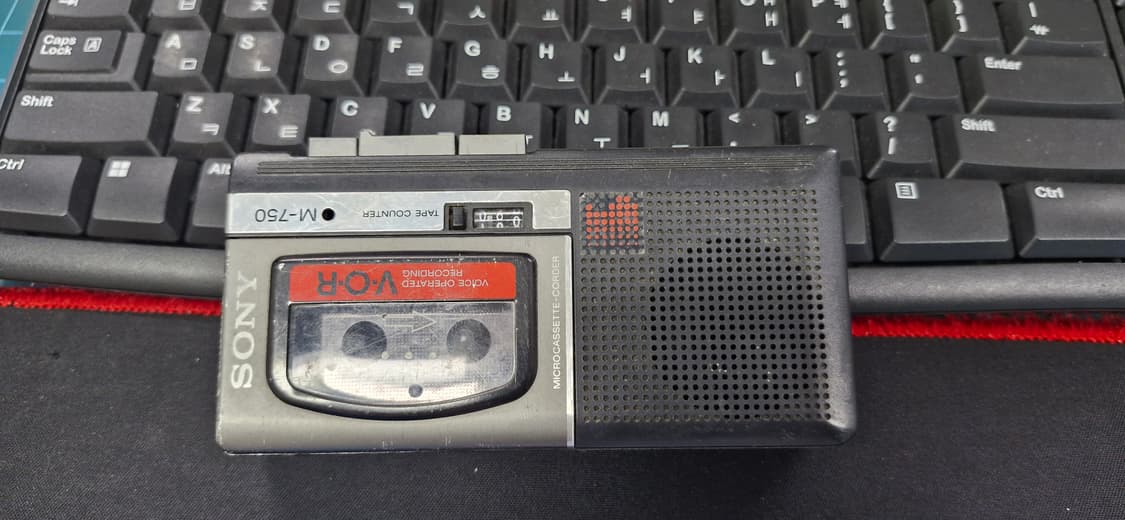 Caps
Lock A
A ㅁ
S ㄴ
D ㅇ
F ㄹ
G ㅎ
H ㅗ
J ㅓ
K ㅏ
L ㅣ
: ;
" '
Enter
Shift
Z ㅋ
X ㅌ
C
V
B
N ㅜ
M ㅡ
<
>
? /
Shift
Ctrl
Alt
Ctrl
M-750
TAPE COUNTER
V·O·R
VOICE OPERATED
RECORDING
SONY
MICROCASSETTE-CORDER